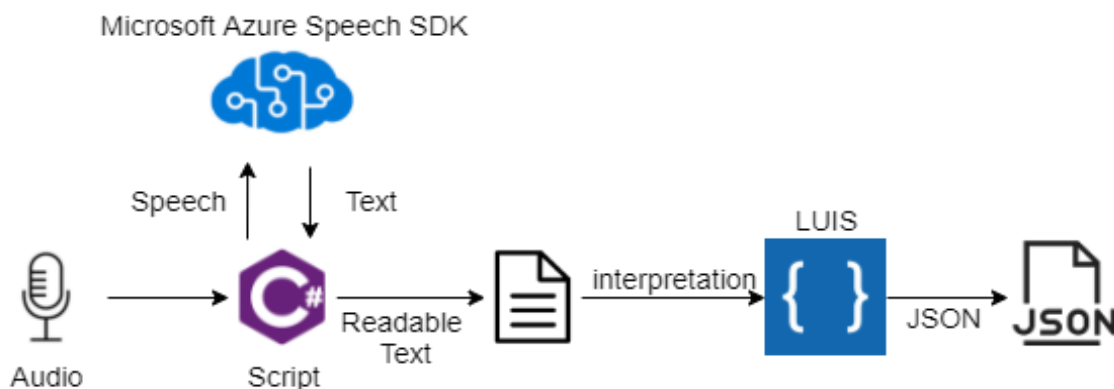 Microsoft Azure Speech SDK
Speech
Text
LUIS
interpretation
{ }
C#
JSON
JSON
Readable
Text
Audio
Script